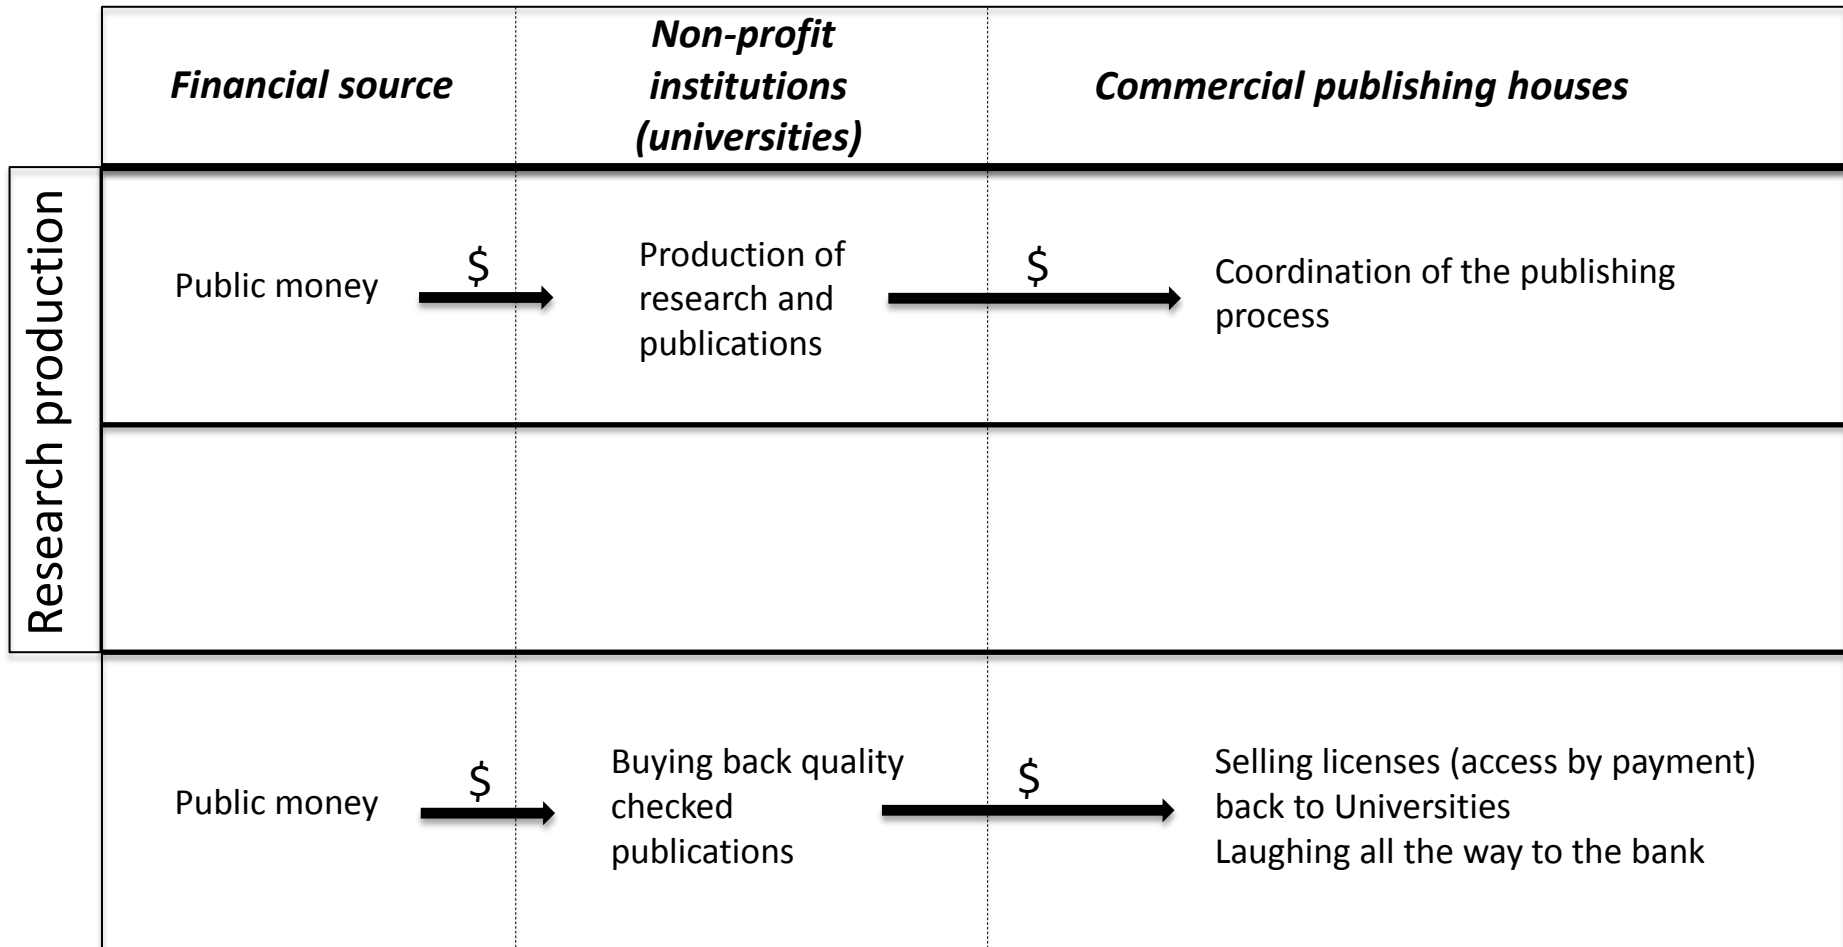 Financial source
Non-profit
institutions
(universities)
Commercial publishing houses
Research production
Public money
$
Production of
research and
publications
$
Coordination of the publishing
process
Public money
$
Buying back quality
checked
publications
$
Selling licenses (access by payment)
back to Universities
Laughing all the way to the bank